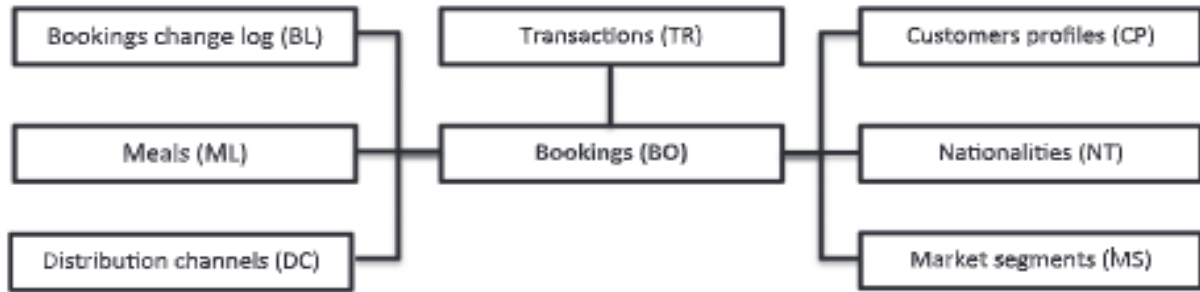 Bookings change log (BL)
Transactions (TR)
Customers profiles (CP)
Meals (ML)
Bookings (BO)
Nationalities (NT)
Distribution channels (DC)
Market segments (MS)